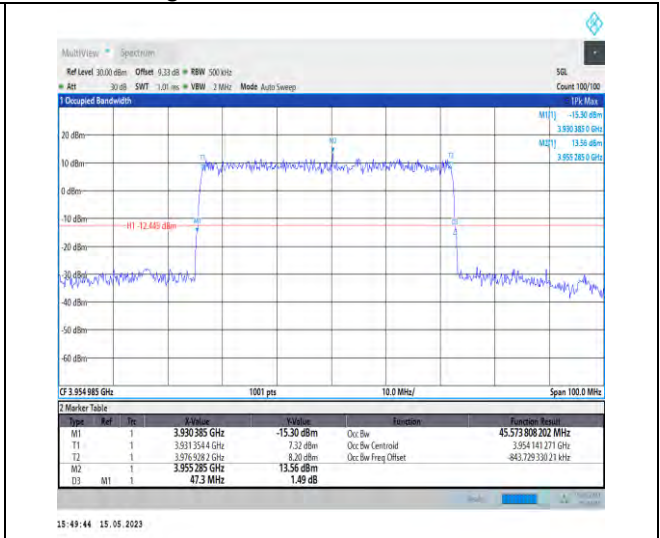 MultiView Spectrum
Ref Level 30.00 dBm Offset 9.33 dB RBW 500 kHz SGL
Att 30 dB SWT 1.01 ms VBW 2 MHz Mode Auto Sweep Count 100/100
1 Occupied Bandwidth 1Pk Max
M1[1] -15.30 dBm
3.930 385 0 GHz
M2[1] 13.56 dBm
3.955 285 0 GHz
20 dBm
10 dBm
0 dBm
-10 dBm
H1 -12.445 dBm
-20 dBm
-30 dBm
-40 dBm
-50 dBm
-60 dBm
M2
T1
T2
M1
D3
CF 3.954 985 GHz 1001 pts 10.0 MHz/ Span 100.0 MHz
2 Marker Table
Type Ref Trc X-Value Y-Value Function Function Result
M1 1 3.930 385 GHz -15.30 dBm Occ Bw 45.573 808 202 MHz
T1 1 3.931 354 4 GHz 7.32 dBm Occ Bw Centroid 3.954 141 271 GHz
T2 1 3.976 928 2 GHz 8.20 dBm Occ Bw Freq Offset -843.729 330 21 kHz
M2 1 3.955 285 GHz 13.56 dBm
D3 M1 1 47.3 MHz 1.49 dB
15:49:44 15.05.2023